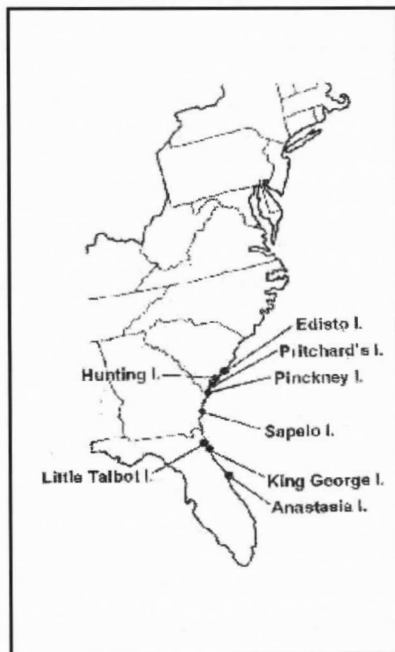 Edisto I.
Pritchard's I.
Hunting I.
Pinckney I.
Sapelo I.
Little Talbot I.
King George I.
Anastasia I.